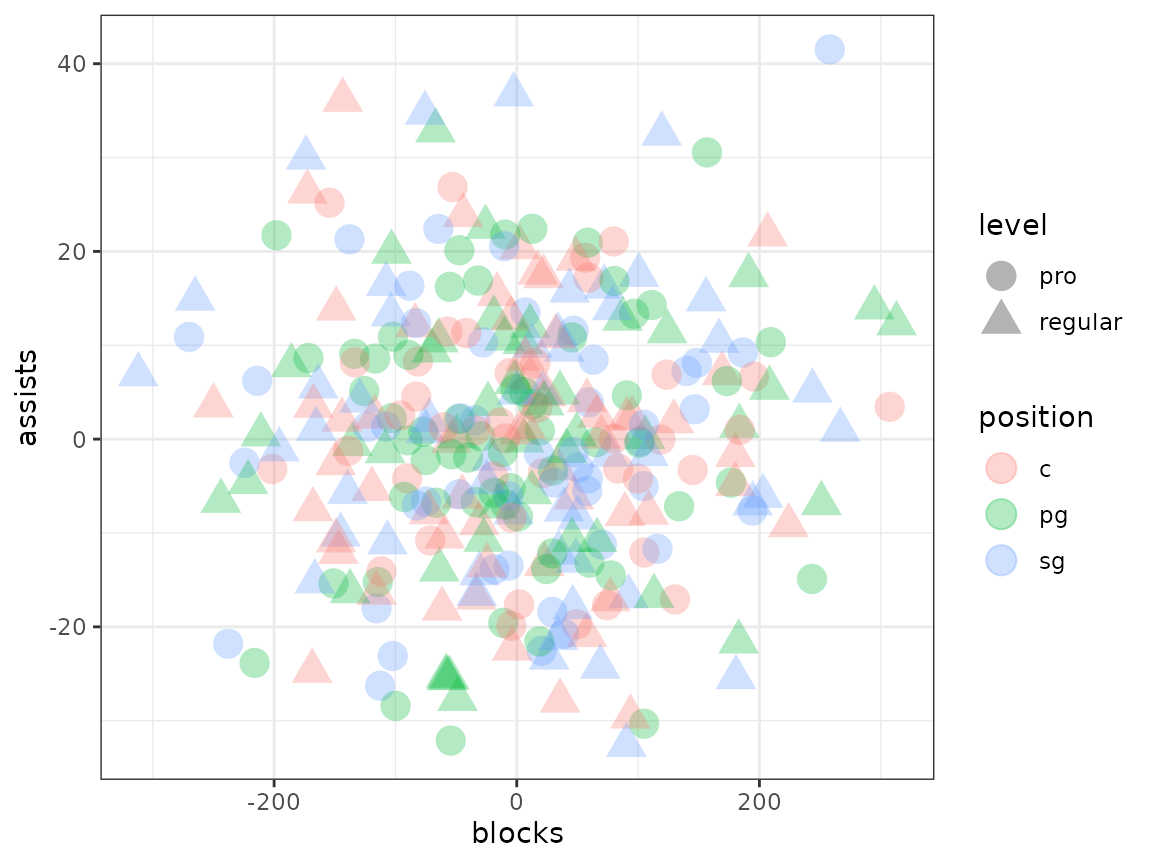 40
20
0
-20
-200
0
200
blocks
assists
level
pro
regular
position
c
pg
sg